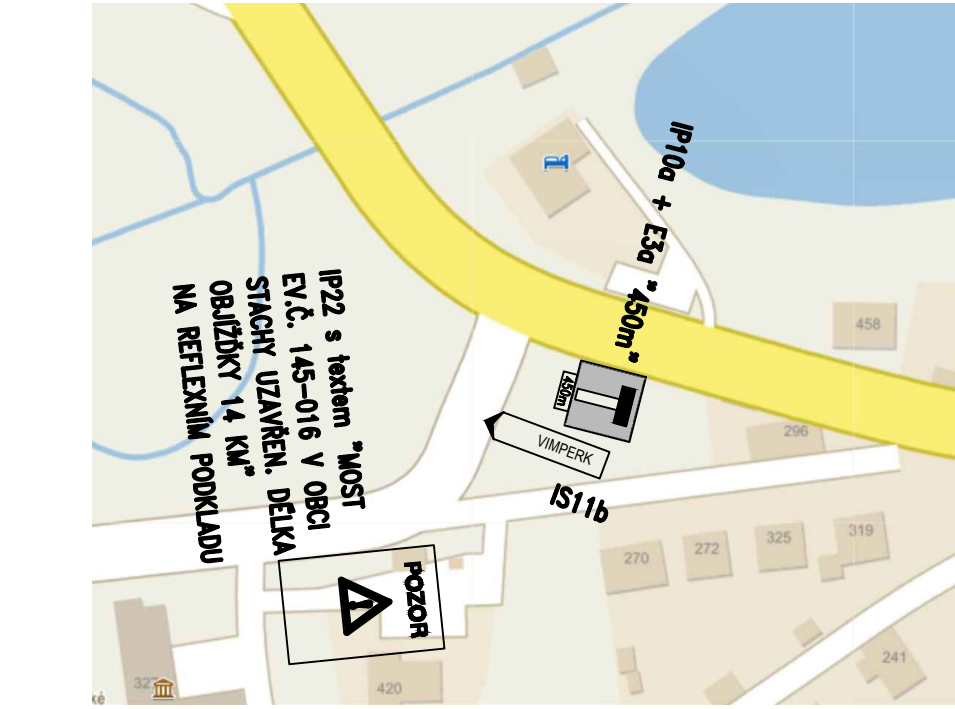 IP10a + E3a "450m"
458
450m
VIMPERK
IS11b
296
IP22 s textem "MOST
EV.Č. 145-016 V OBCI
STACHY UZAVŘEN. DÉLKA
OBJÍŽĎKY 14 KM"
NA REFLEXNÍM PODKLADU
POZOR
!
270
272
325
319
241
420
327
ké